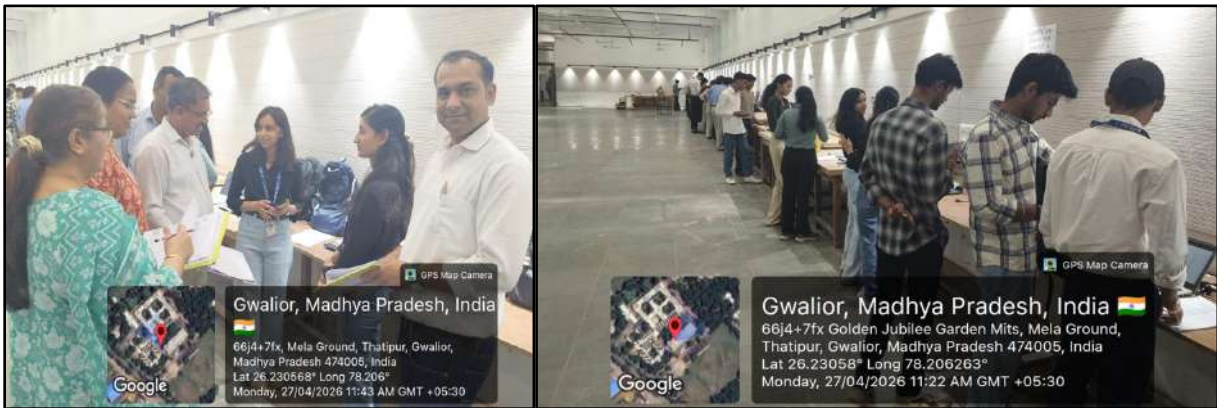 GPS Map Camera
Gwalior, Madhya Pradesh, India
66j4+7fx, Mela Ground, Thatipur, Gwalior,
Madhya Pradesh 474005, India
Lat 26.230568° Long 78.206°
Monday, 27/04/2026 11:43 AM GMT +05:30
Google
GPS Map Camera
Gwalior, Madhya Pradesh, India
66j4+7fx Golden Jubilee Garden Mits, Mela Ground,
Thatipur, Gwalior, Madhya Pradesh 474005, India
Lat 26.23058° Long 78.206263°
Monday, 27/04/2026 11:22 AM GMT +05:30
Google